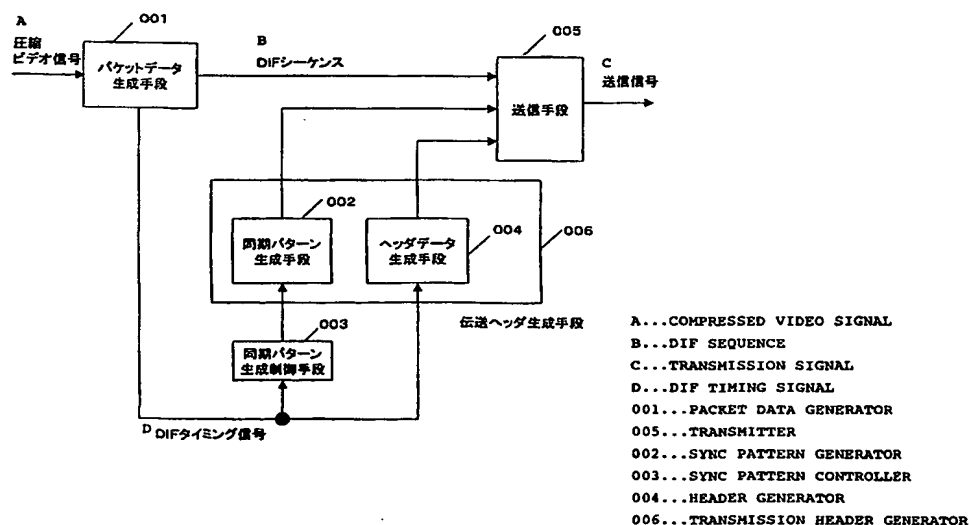 A
圧縮
ビデオ信号
001
パケットデータ
生成手段
B
DIFシーケンス
005
送信手段
C
送信信号
002
同期パターン
生成手段
ヘッダデータ
生成手段
004
006
伝送ヘッダ生成手段
003
同期パターン
生成制御手段
D DIFタイミング信号
A...COMPRESSED VIDEO SIGNAL
B...DIF SEQUENCE
C...TRANSMISSION SIGNAL
D...DIF TIMING SIGNAL
001...PACKET DATA GENERATOR
005...TRANSMITTER
002...SYNC PATTERN GENERATOR
003...SYNC PATTERN CONTROLLER
004...HEADER GENERATOR
006...TRANSMISSION HEADER GENERATOR